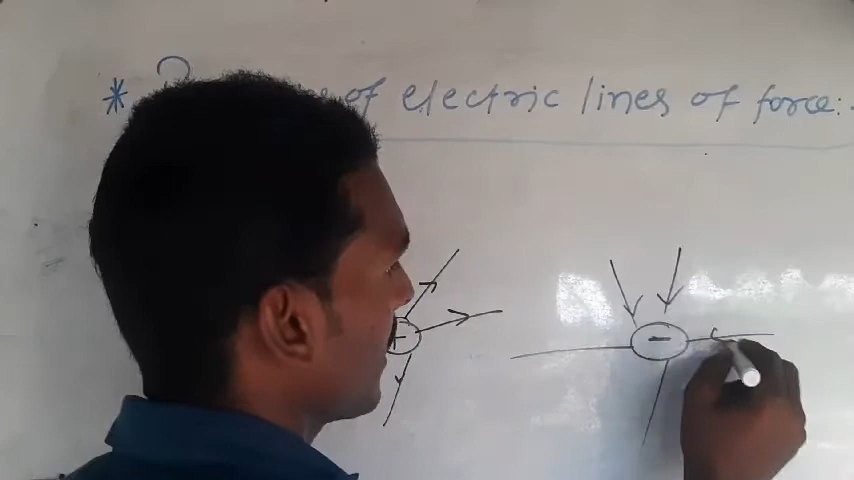 * of electric lines of force:-
+ -